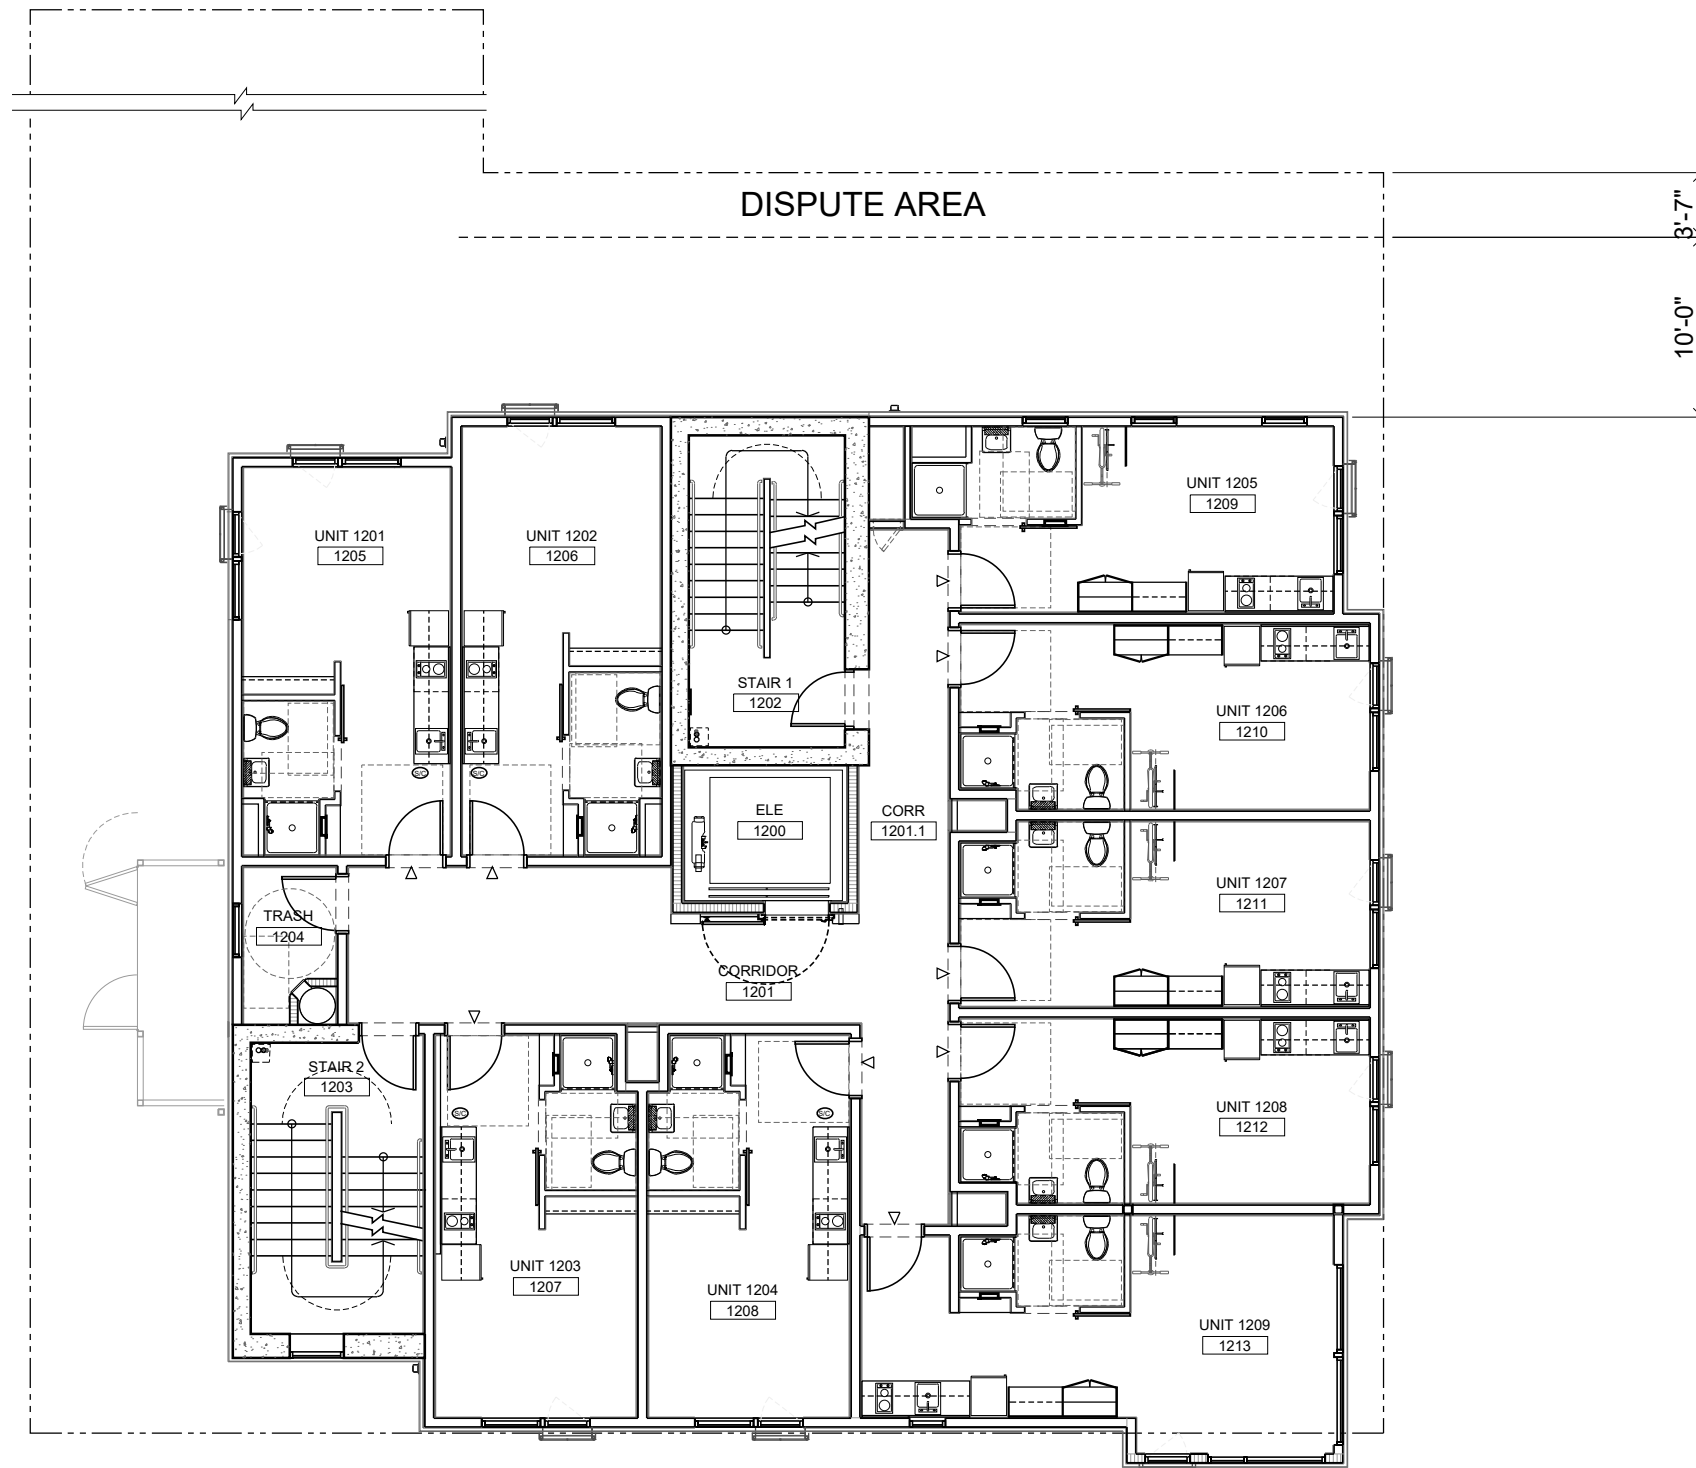 DISPUTE AREA
3'-7"
10'-0"
UNIT 1205
1209
UNIT 1201
1205
UNIT 1202
1206
STAIR 1
1202
UNIT 1206
1210
S/C
S/C
ELE
1200
CORR
1201.1
UNIT 1207
1211
TRASH
1204
CORRIDOR
1201
STAIR 2
1203
S/C
S/C
UNIT 1208
1212
UNIT 1203
1207
UNIT 1204
1208
UNIT 1209
1213